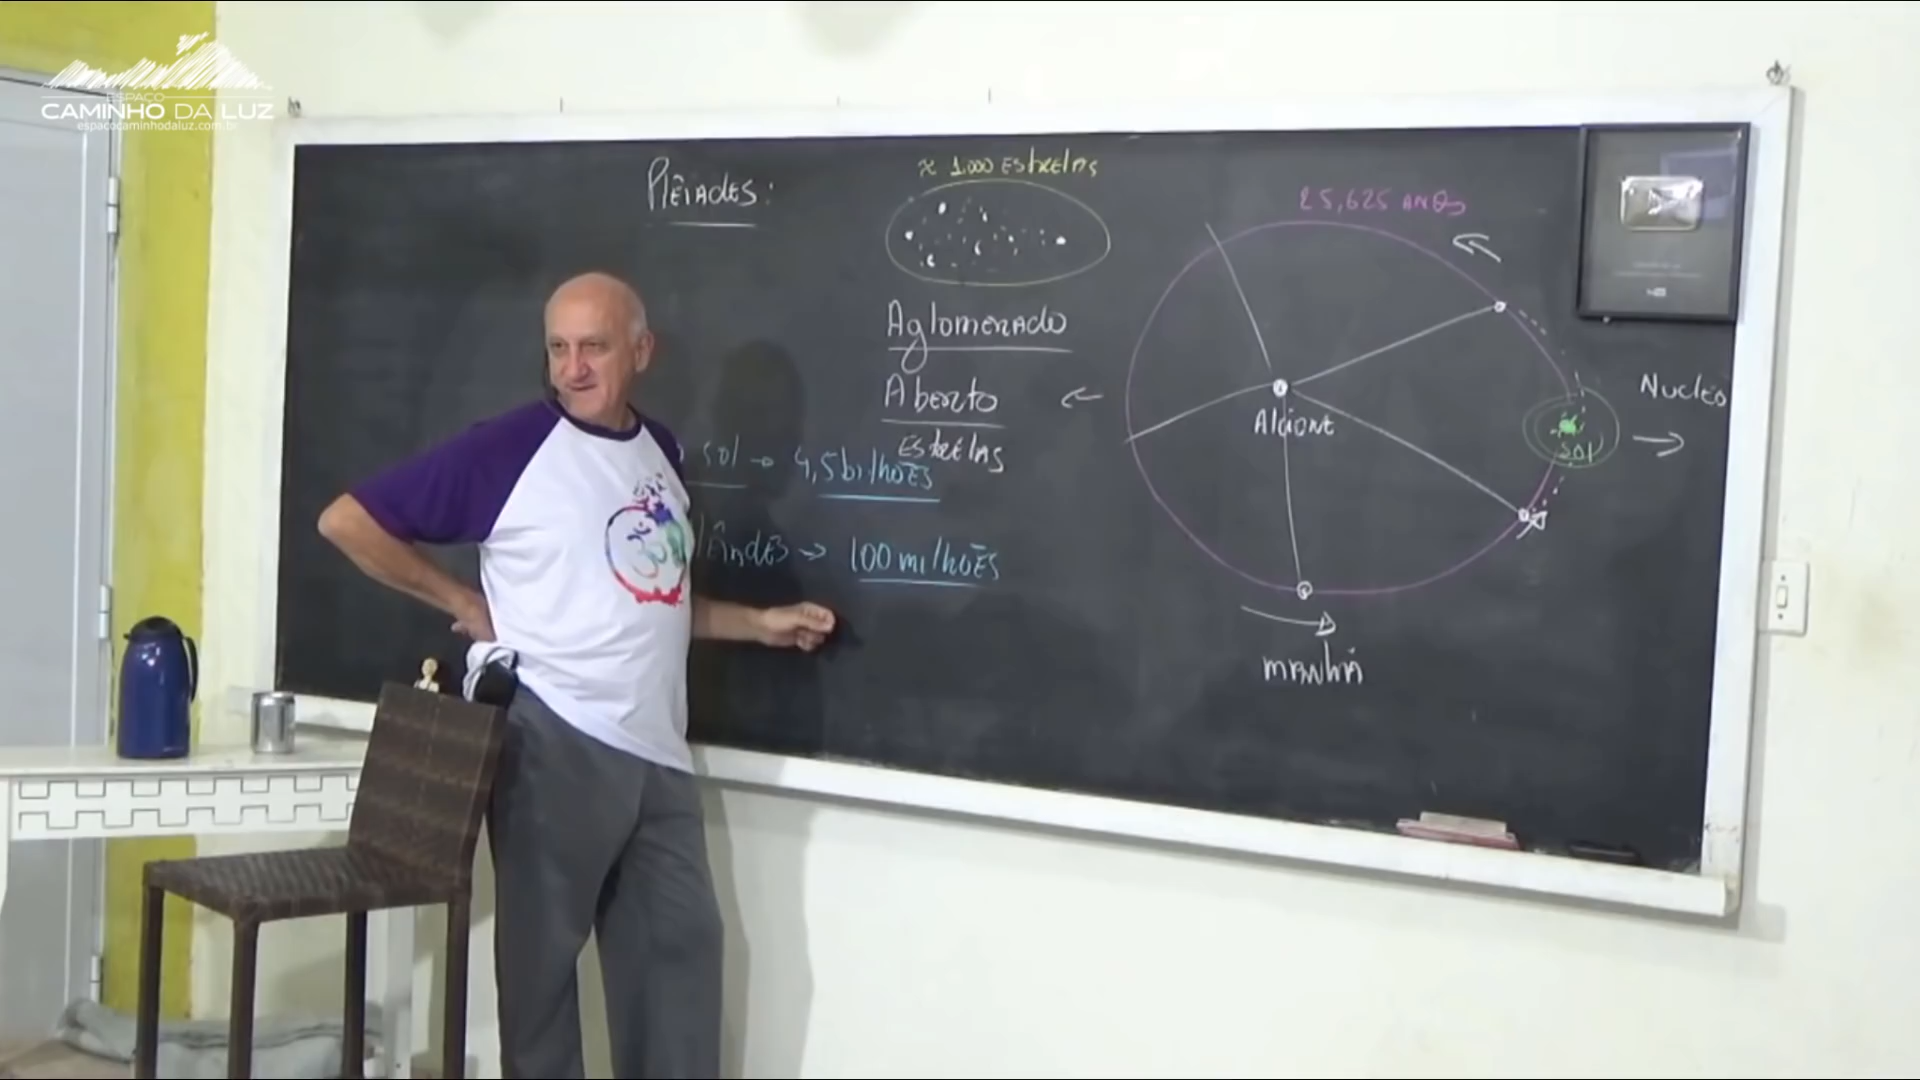 ESPAÇO
CAMINHO DA LUZ
espacocaminhodaluz.com.br
Plêiades:
≈ 1.000 Estrelas
Aglomerado
Aberto
Estrelas
sol → 4,5 bilhões
100 milhões
25,625 anos
Alcione
Sol
Nucleo
manhã